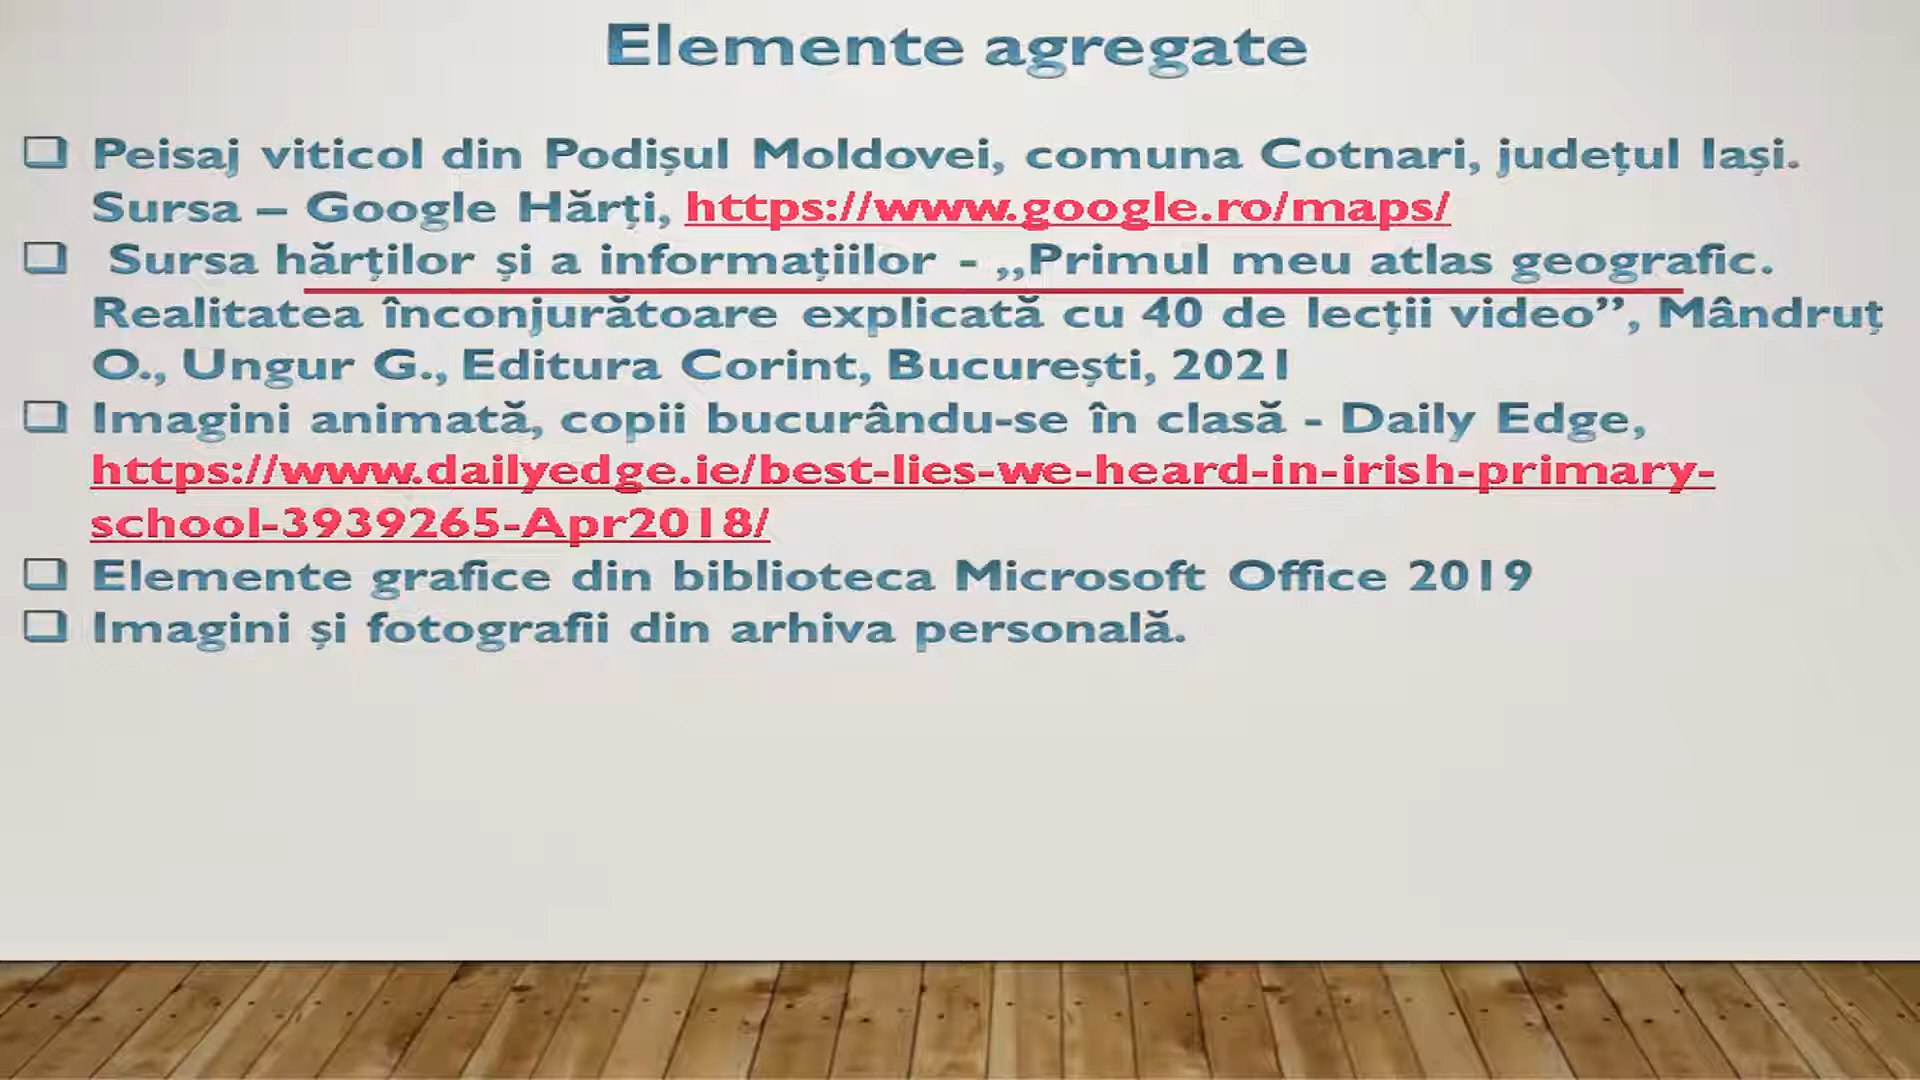 Elemente agregate
❑ Peisaj viticol din Podișul Moldovei, comuna Cotnari, județul Iași.
Sursa – Google Hărți, https://www.google.ro/maps/
❑ Sursa hărților și a informațiilor - ,,Primul meu atlas geografic.
Realitatea înconjurătoare explicată cu 40 de lecții video”, Mândruț
O., Ungur G., Editura Corint, București, 2021
❑ Imagini animată, copii bucurându-se în clasă - Daily Edge,
https://www.dailyedge.ie/best-lies-we-heard-in-irish-primary-
school-3939265-Apr2018/
❑ Elemente grafice din biblioteca Microsoft Office 2019
❑ Imagini și fotografii din arhiva personală.